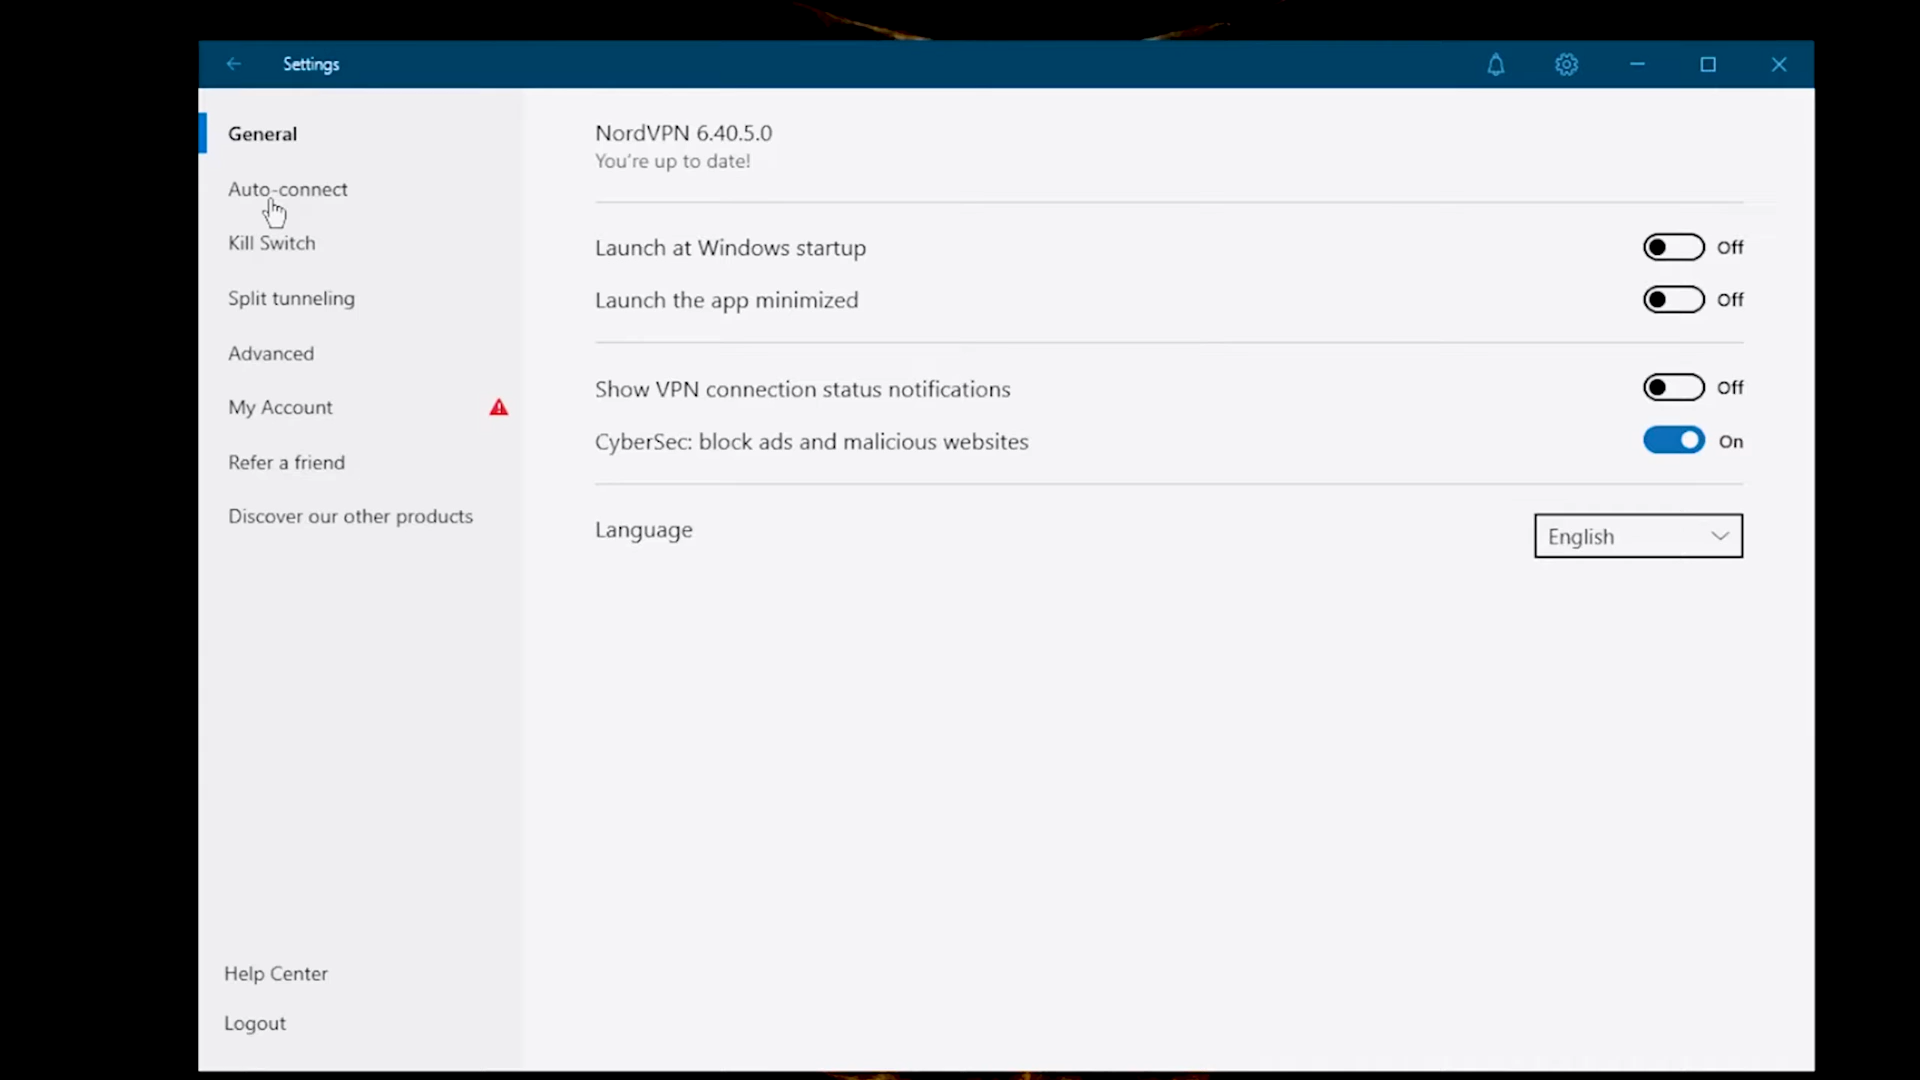 Settings
General
Auto-connect
Kill Switch
Split tunneling
Advanced
My Account
Refer a friend
Discover our other products
Help Center
Logout
NordVPN 6.40.5.0
You're up to date!
Launch at Windows startup Off
Launch the app minimized Off
Show VPN connection status notifications Off
CyberSec: block ads and malicious websites On
Language English